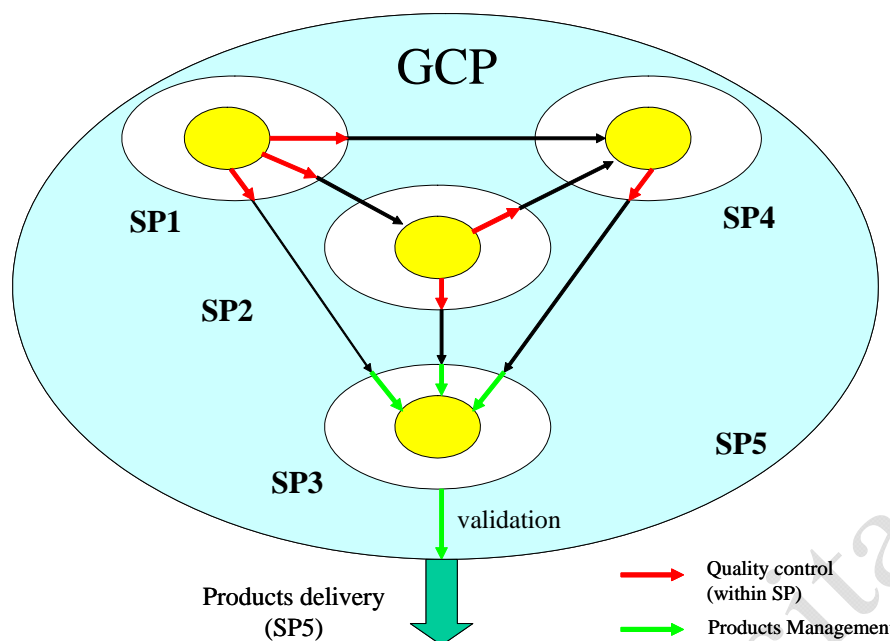 GCP
SP1
SP4
SP2
SP5
SP3
validation
Products delivery
(SP5)
Quality control
(within SP)
Products Managemen